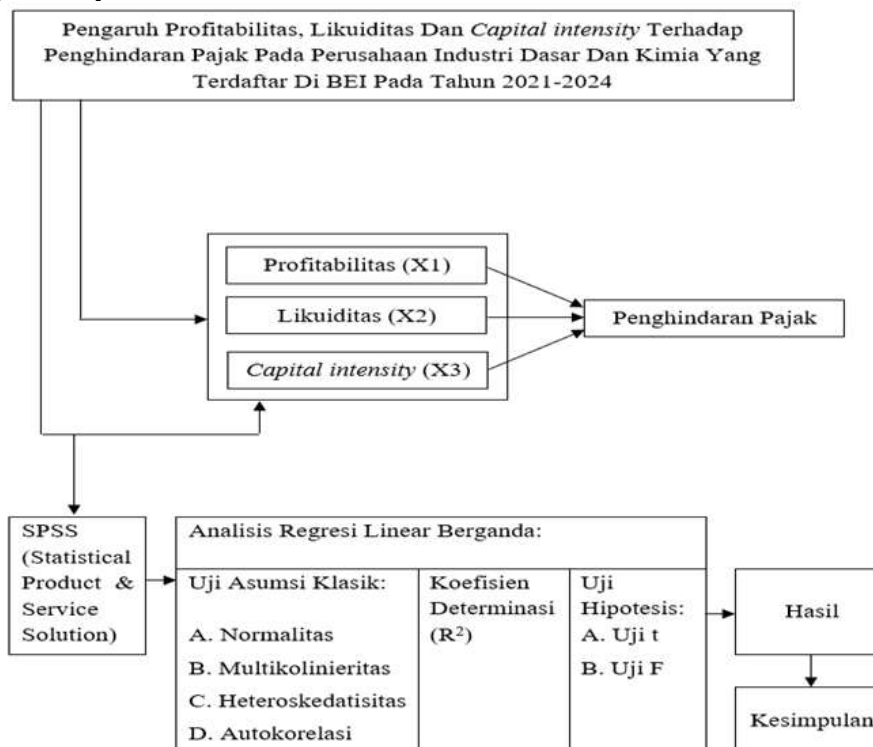 Pengaruh Profitabilitas, Likuiditas Dan Capital intensity Terhadap
Penghindaran Pajak Pada Perusahaan Industri Dasar Dan Kimia Yang
Terdaftar Di BEI Pada Tahun 2021-2024
Profitabilitas (X1)
Likuiditas (X2)
Capital intensity (X3)
Penghindaran Pajak
SPSS
(Statistical
Product &
Service
Solution)
Analisis Regresi Linear Berganda:
Uji Asumsi Klasik:
A. Normalitas
B. Multikolinieritas
C. Heteroskedatisitas
D. Autokorelasi
Koefisien
Determinasi
(R²)
Uji
Hipotesis:
A. Uji t
B. Uji F
Hasil
Kesimpulan